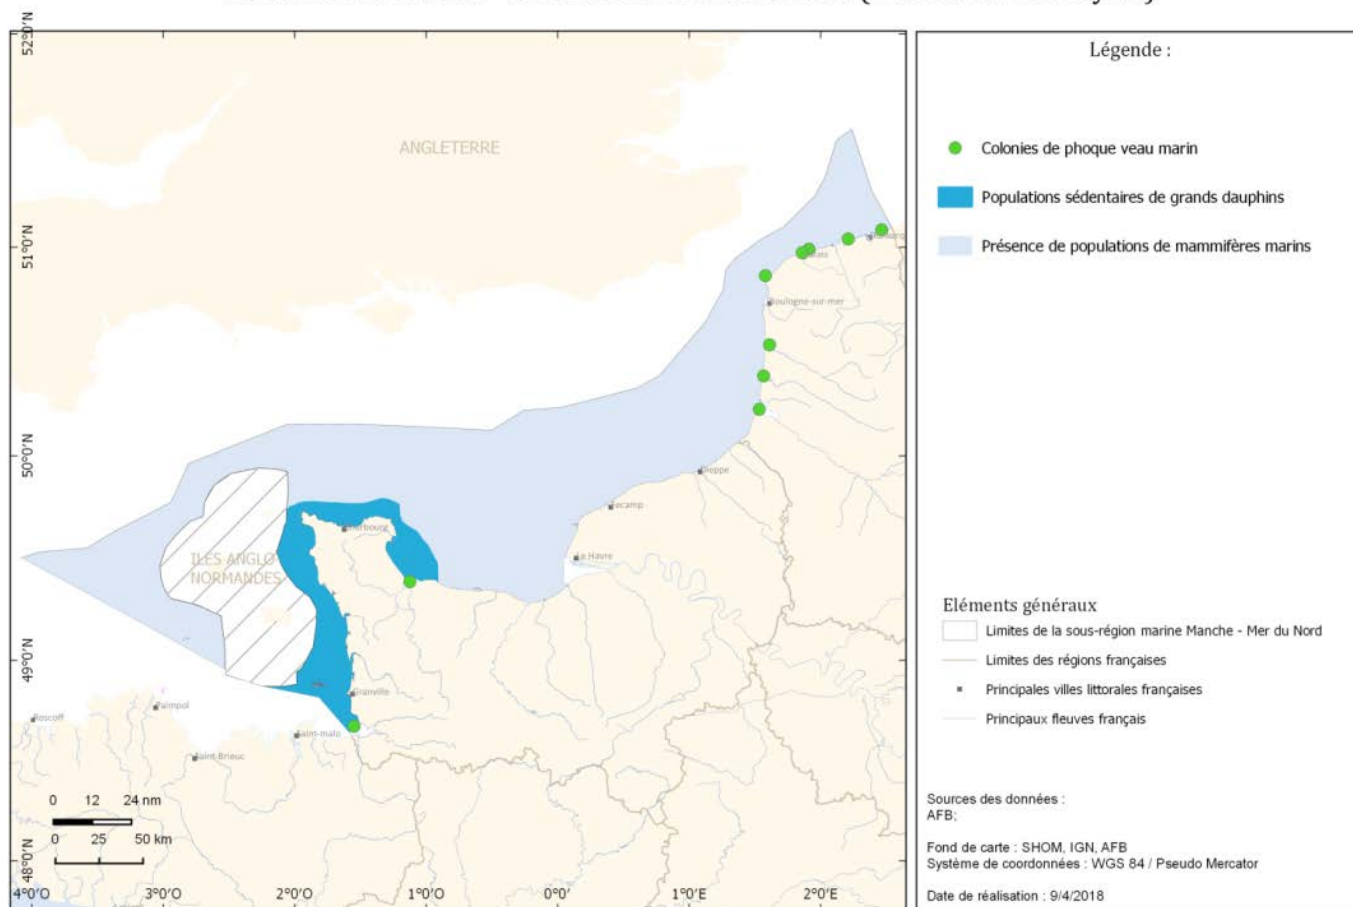 52°0'N
51°0'N
50°0'N
49°0'N
48°0'N
ANGLETERRE
Boulogne-sur-mer
Dieppe
Fecamp
Le Havre
Cherbourg
ILES ANGLO
NORMANDES
Granville
Paimpol
Roscoff
Saint-malo
Saint-Brieuc
0 12 24 nm
0 25 50 km
4°0'O 3°0'O 2°0'O 1°0'O 0°0' 1°0'E 2°0'E
Légende :
Colonies de phoque veau marin
Populations sédentaires de grands dauphins
Présence de populations de mammifères marins
Eléments généraux
Limites de la sous-région marine Manche - Mer du Nord
Limites des régions françaises
Principales villes littorales françaises
Principaux fleuves français
Sources des données :
AFB;
Fond de carte : SHOM, IGN, AFB
Système de coordonnées : WGS 84 / Pseudo Mercator
Date de réalisation : 9/4/2018